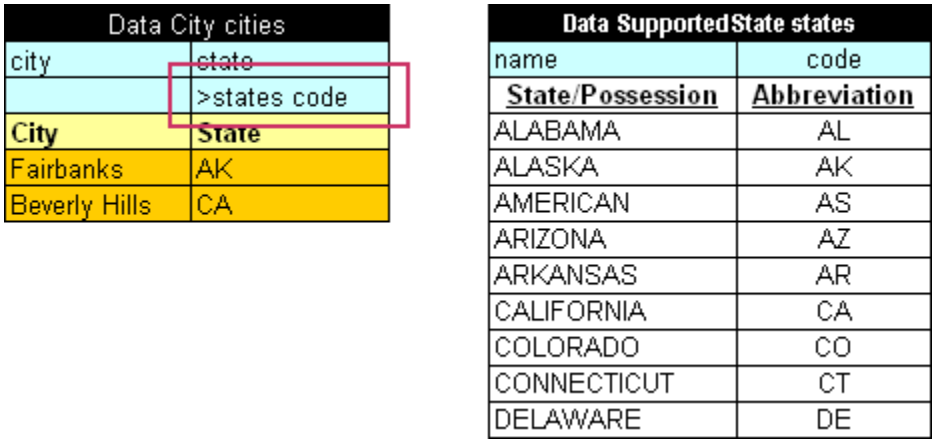 Data City cities
city state
>states code
City State
Fairbanks AK
Beverly Hills CA
Data SupportedState states
name code
State/Possession Abbreviation
ALABAMA AL
ALASKA AK
AMERICAN AS
ARIZONA AZ
ARKANSAS AR
CALIFORNIA CA
COLORADO CO
CONNECTICUT CT
DELAWARE DE